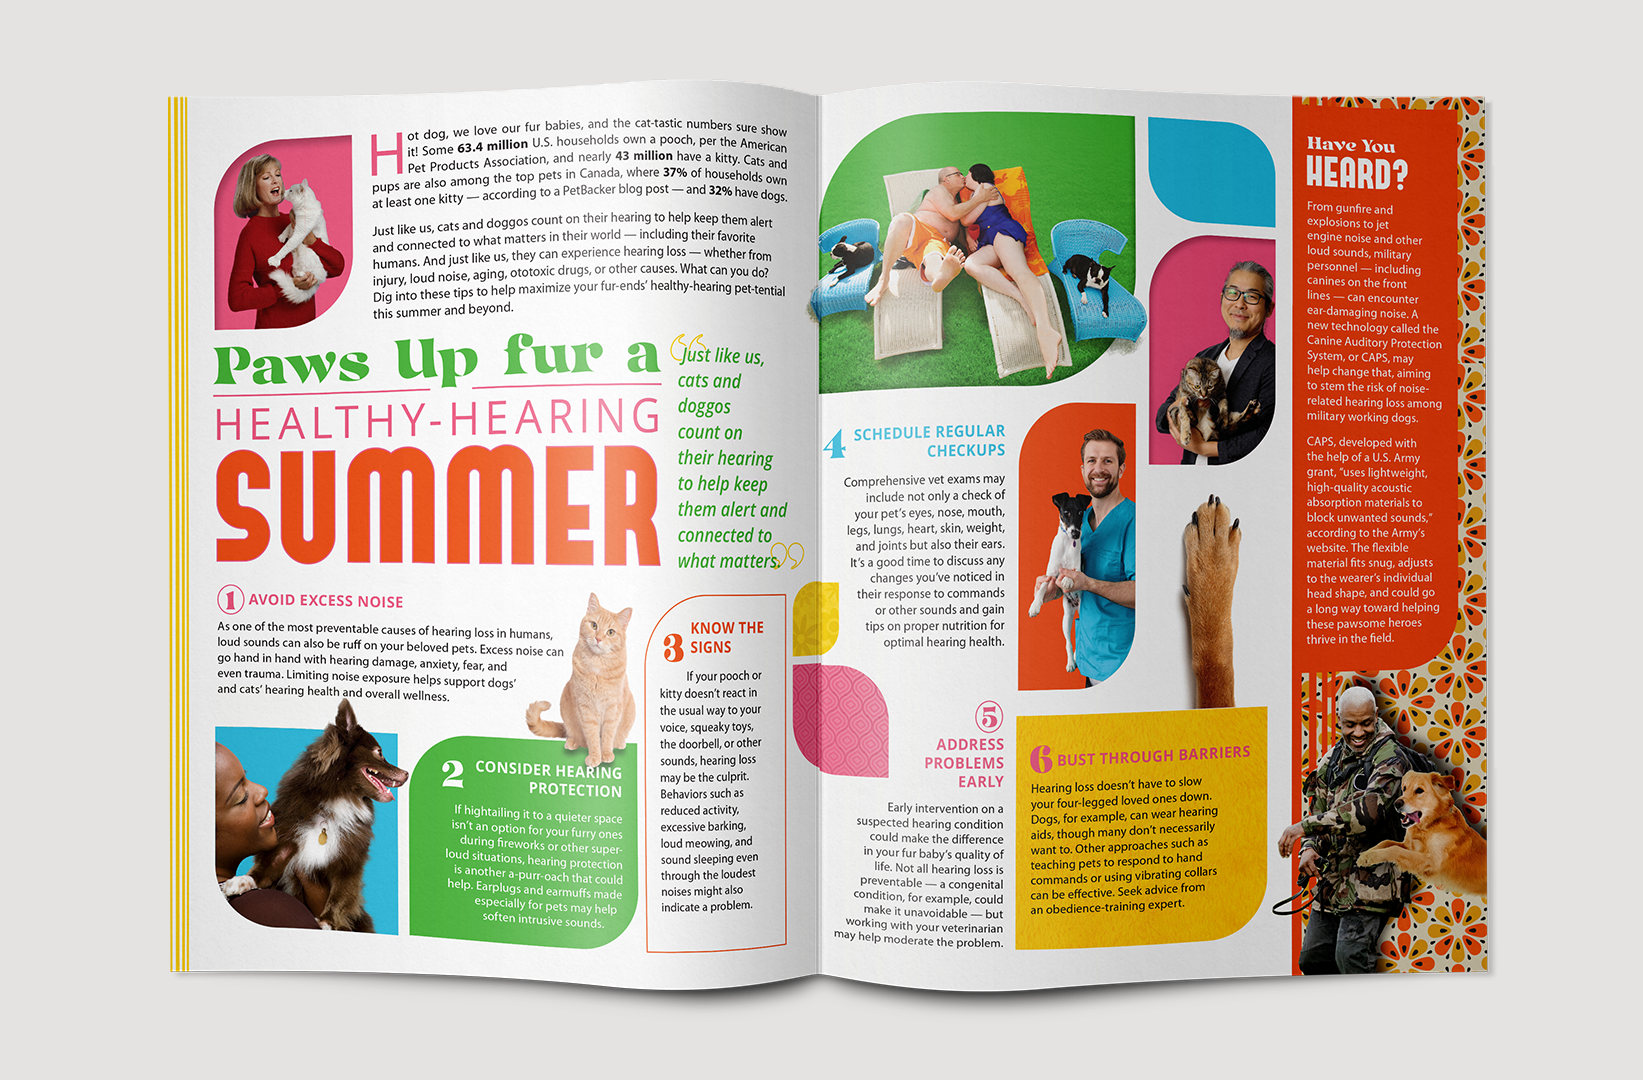 Hot dog, we love our fur babies, and the cat-tastic numbers sure show
it! Some 63.4 million U.S. households own a pooch, per the American
Pet Products Association, and nearly 43 million have a kitty. Cats and
pups are also among the top pets in Canada, where 37% of households own
at least one kitty — according to a PetBacker blog post — and 32% have dogs.
Just like us, cats and doggos count on their hearing to help keep them alert
and connected to what matters in their world — including their favorite
humans. And just like us, they can experience hearing loss — whether from
injury, loud noise, aging, ototoxic drugs, or other causes. What can you do?
Dig into these tips to help maximize your fur-ends’ healthy-hearing pet-tential
this summer and beyond.
Paws Up fur a
HEALTHY-HEARING
SUMMER
“Just like us,
cats and
doggos
count on
their hearing
to help keep
them alert and
connected to
what matters.”
1 AVOID EXCESS NOISE
As one of the most preventable causes of hearing loss in humans,
loud sounds can also be ruff on your beloved pets. Excess noise can
go hand in hand with hearing damage, anxiety, fear, and
even trauma. Limiting noise exposure helps support dogs’
and cats’ hearing health and overall wellness.
2 CONSIDER HEARING
PROTECTION
If hightailing it to a quieter space
isn’t an option for your furry ones
during fireworks or other super-
loud situations, hearing protection
is another a-purr-oach that could
help. Earplugs and earmuffs made
especially for pets may help
soften intrusive sounds.
3 KNOW THE
SIGNS
If your pooch or
kitty doesn’t react in
the usual way to your
voice, squeaky toys,
the doorbell, or other
sounds, hearing loss
may be the culprit.
Behaviors such as
reduced activity,
excessive barking,
loud meowing, and
sound sleeping even
through the loudest
noises might also
indicate a problem.
4 SCHEDULE REGULAR
CHECKUPS
Comprehensive vet exams may
include not only a check of
your pet’s eyes, nose, mouth,
legs, lungs, heart, skin, weight,
and joints but also their ears.
It’s a good time to discuss any
changes you’ve noticed in
their response to commands
or other sounds and gain
tips on proper nutrition for
optimal hearing health.
5
ADDRESS
PROBLEMS
EARLY
Early intervention on a
suspected hearing condition
could make the difference
in your fur baby’s quality of
life. Not all hearing loss is
preventable — a congenital
condition, for example, could
make it unavoidable — but
working with your veterinarian
may help moderate the problem.
6 BUST THROUGH BARRIERS
Hearing loss doesn’t have to slow
your four-legged loved ones down.
Dogs, for example, can wear hearing
aids, though many don’t necessarily
want to. Other approaches such as
teaching pets to respond to hand
commands or using vibrating collars
can be effective. Seek advice from
an obedience-training expert.
Have You
HEARD?
From gunfire and
explosions to jet
engine noise and other
loud sounds, military
personnel — including
canines on the front
lines — can encounter
ear-damaging noise. A
new technology called the
Canine Auditory Protection
System, or CAPS, may
help change that, aiming
to stem the risk of noise-
related hearing loss among
military working dogs.
CAPS, developed with
the help of a U.S. Army
grant, “uses lightweight,
high-quality acoustic
absorption materials to
block unwanted sounds,”
according to the Army’s
website. The flexible
material fits snug, adjusts
to the wearer’s individual
head shape, and could go
a long way toward helping
these pawsome heroes
thrive in the field.